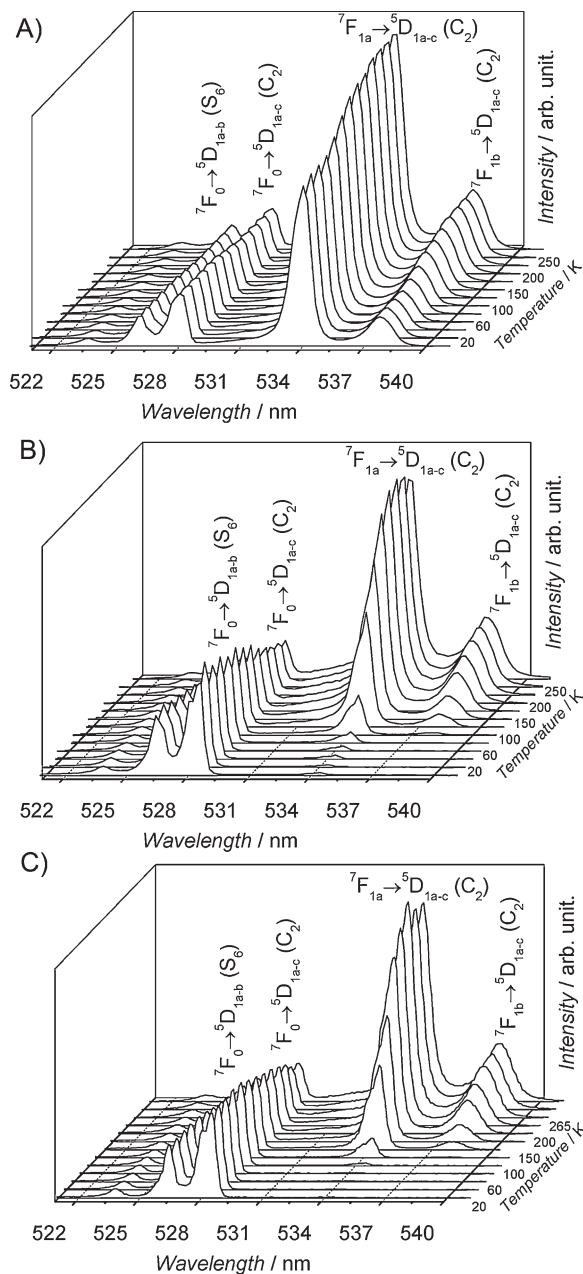 A)
⁷F₁ₐ→⁵D₁ₐ₋c (C₂)
⁷F₀→⁵D₁ₐ₋b (S₆)
⁷F₀→⁵D₁ₐ₋c (C₂)
⁷F₁b→⁵D₁ₐ₋c (C₂)
Intensity / arb. unit.
250
200
150
100
60
20
Temperature / K
522 525 528 531 534 537 540
Wavelength / nm
B)
⁷F₁ₐ→⁵D₁ₐ₋c (C₂)
⁷F₀→⁵D₁ₐ₋b (S₆)
⁷F₀→⁵D₁ₐ₋c (C₂)
⁷F₁b→⁵D₁ₐ₋c (C₂)
Intensity / arb. unit.
250
200
150
100
60
20
Temperature / K
522 525 528 531 534 537 540
Wavelength / nm
C)
⁷F₁ₐ→⁵D₁ₐ₋c (C₂)
⁷F₀→⁵D₁ₐ₋b (S₆)
⁷F₀→⁵D₁ₐ₋c (C₂)
⁷F₁b→⁵D₁ₐ₋c (C₂)
Intensity / arb. unit.
265
200
150
100
60
20
Temperature / K
522 525 528 531 534 537 540
Wavelength / nm